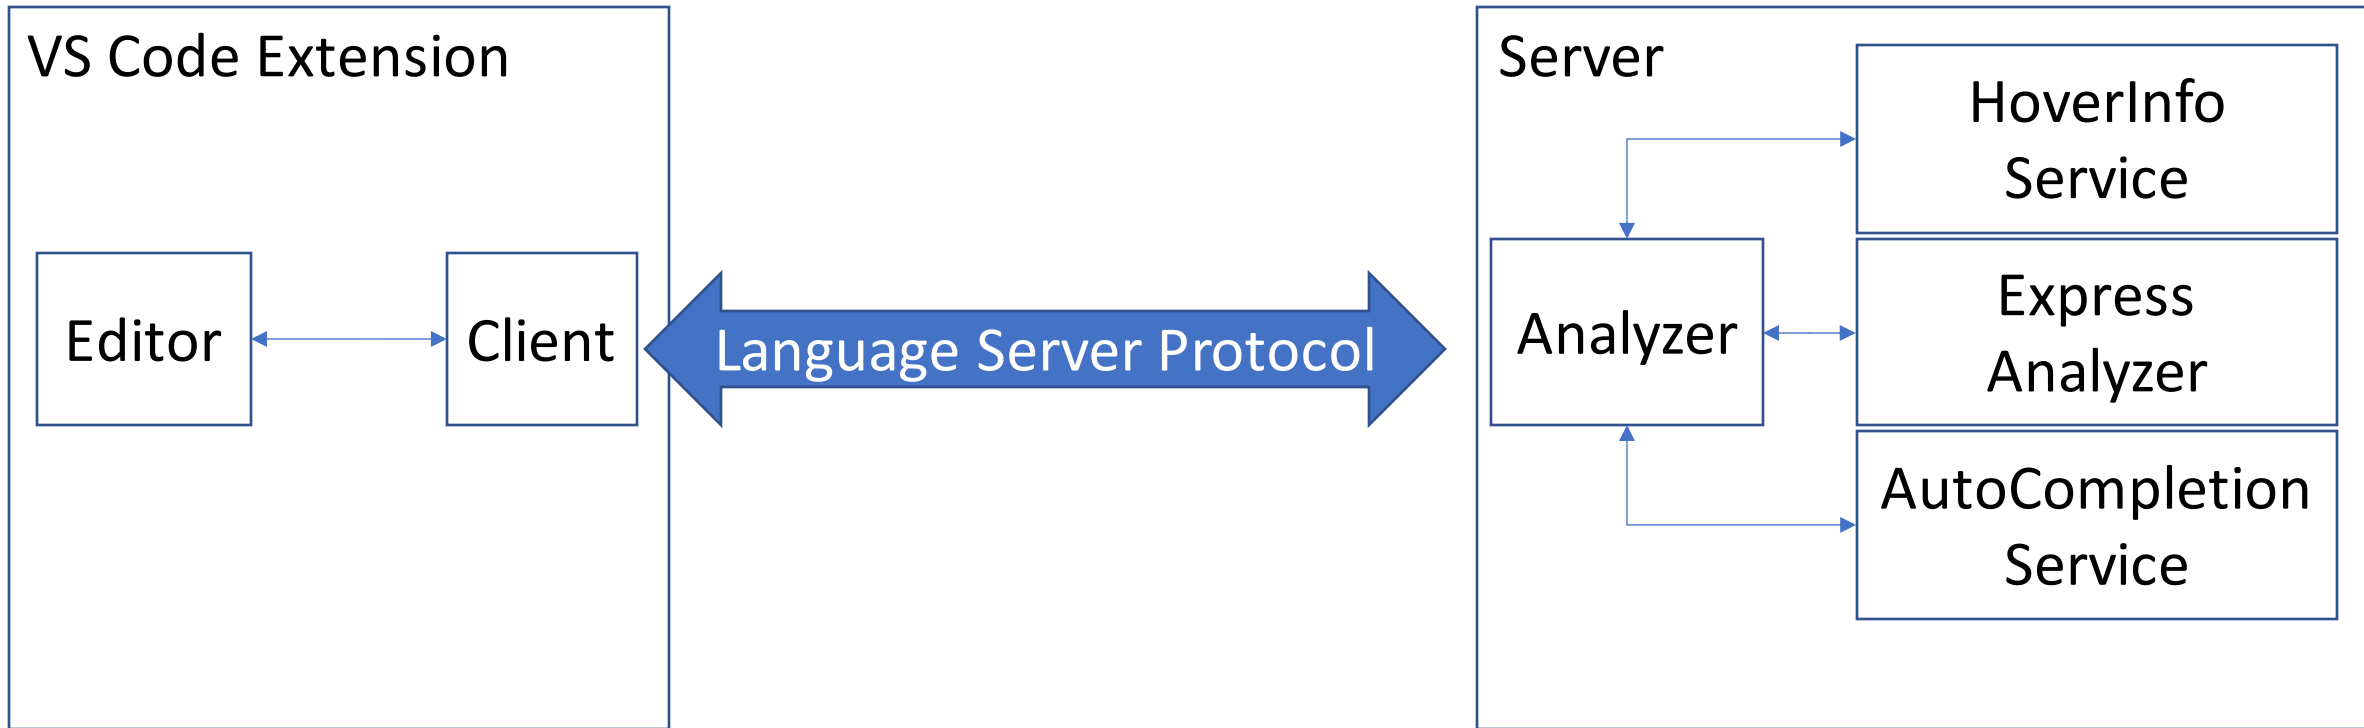 VS Code Extension
Editor
Client
Language Server Protocol
Server
Analyzer
HoverInfo
Service
Express
Analyzer
AutoCompletion
Service